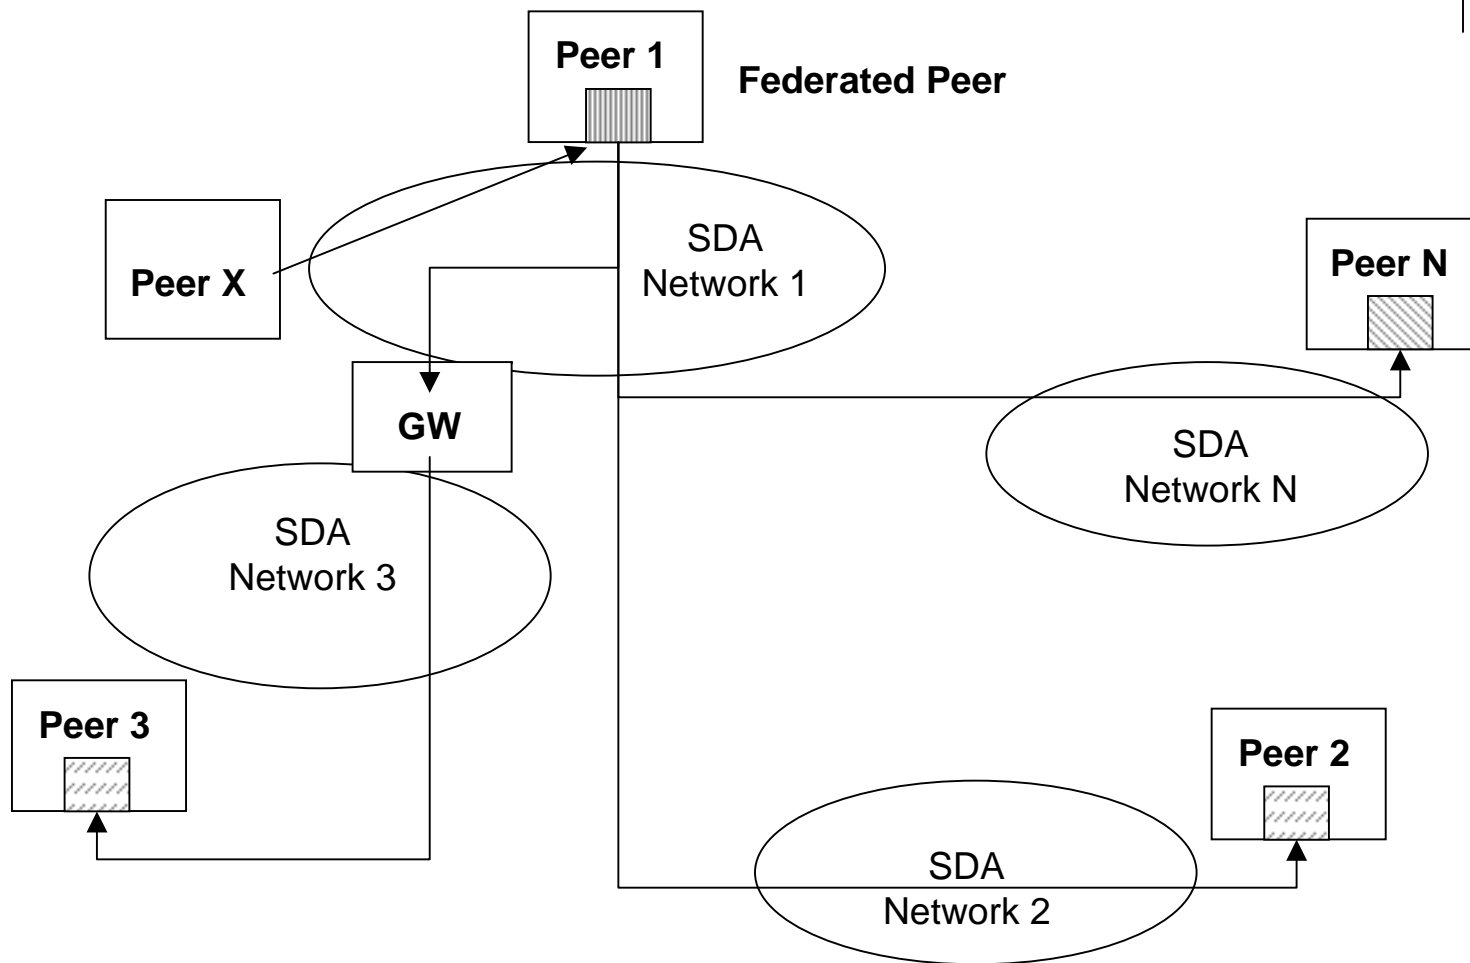 Peer 1
Federated Peer
SDA
Network 1
Peer X
Peer N
GW
SDA
Network N
SDA
Network 3
Peer 3
Peer 2
SDA
Network 2